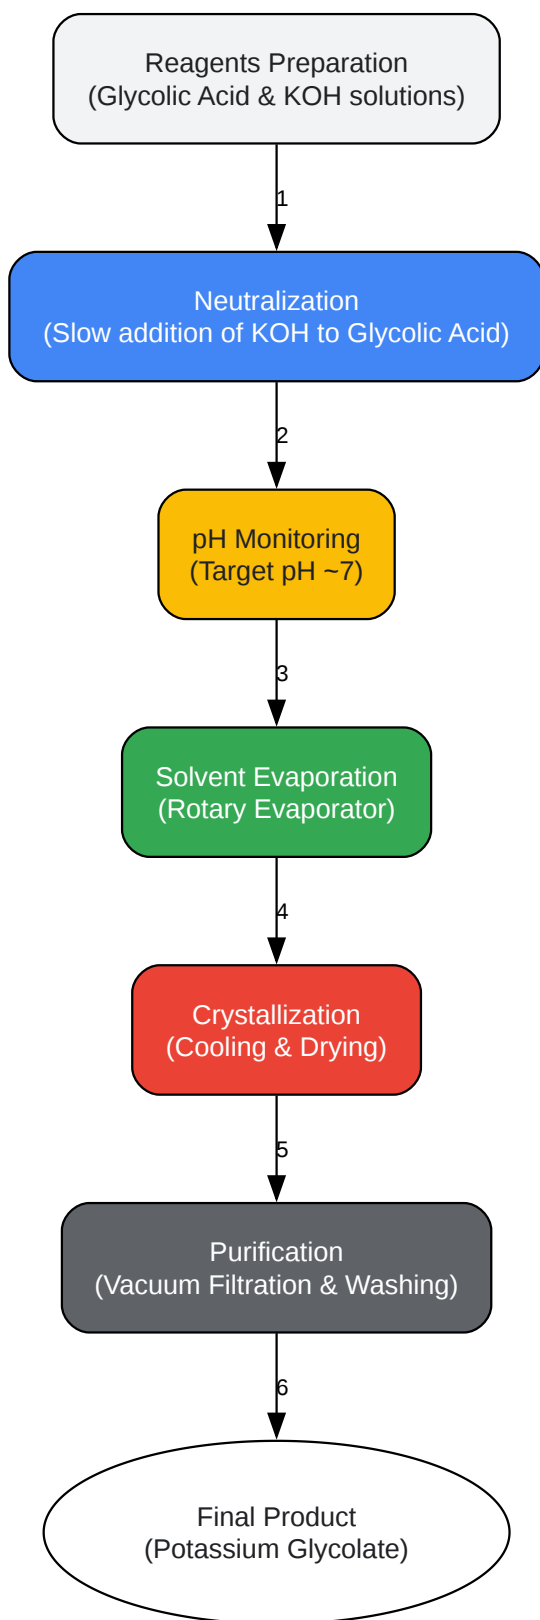 Reagents Preparation
(Glycolic Acid & KOH solutions)
1
Neutralization
(Slow addition of KOH to Glycolic Acid)
2
pH Monitoring
(Target pH ~7)
3
Solvent Evaporation
(Rotary Evaporator)
4
Crystallization
(Cooling & Drying)
5
Purification
(Vacuum Filtration & Washing)
6
Final Product
(Potassium Glycolate)